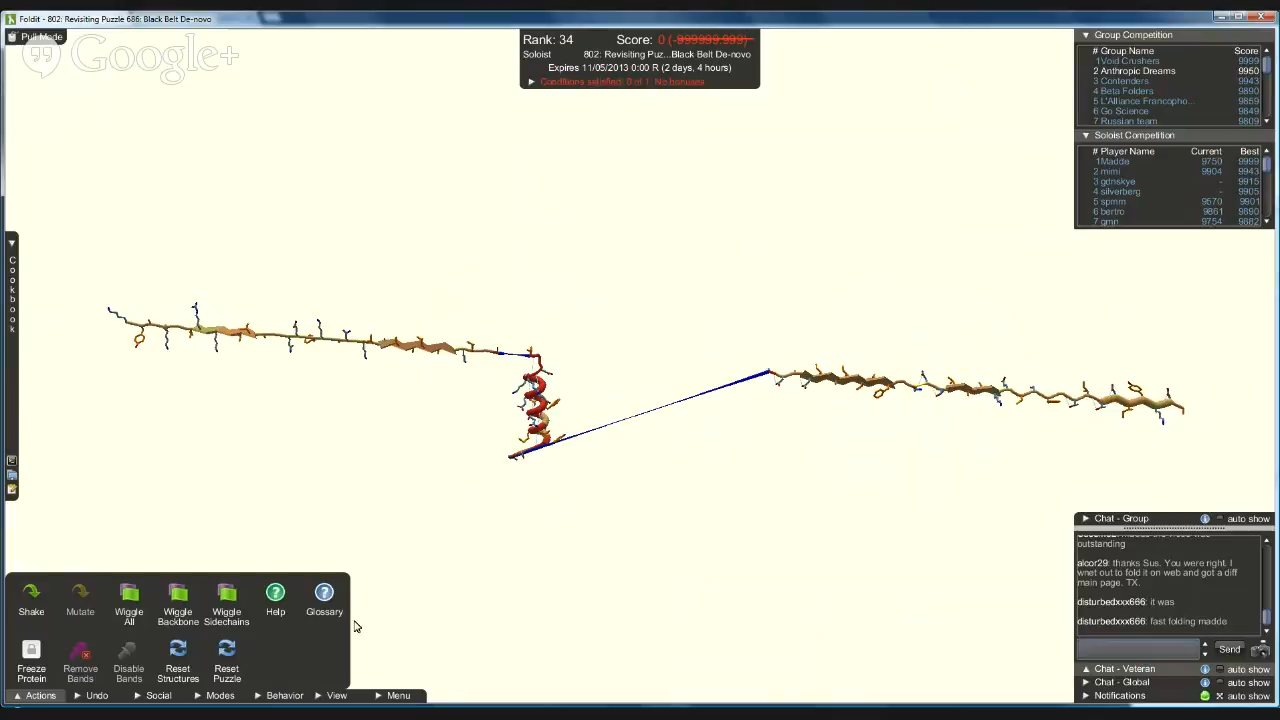 Foldit - 802: Revisiting Puzzle 686: Black Belt De-novo
Pull Mode
Google+
Rank: 34 Score: 0 (-999999.999)
Soloist 802: Revisiting Puz...Black Belt De-novo
Expires 11/05/2013 0:00 R (2 days, 4 hours)
Conditions satisfied: 0 of 1. No bonuses
Group Competition
# Group Name Score
1 Void Crushers 9999
2 Anthropic Dreams 9950
3 Contenders 9943
4 Beta Folders 9890
5 L'Alliance Francopho... 9859
6 Go Science 9849
7 Russian team 9809
Soloist Competition
# Player Name Current Best
1 Madde 9750 9999
2 mimi 9904 9943
3 gdnskye - 9915
4 silverberg - 9905
5 spmm 9570 9901
6 bertro 9861 9890
7 gmn 9754 9882
Cookbook
Chat - Group auto show
outstanding
alcor29: thanks Sus. You were right. I
wnet out to fold it on web and got a diff
main page. TX.
disturbedxxx666: it was
disturbedxxx666: fast folding madde
Send
Chat - Veteran auto show
Chat - Global auto show
Notifications auto show
Shake
Mutate
Wiggle All
Wiggle Backbone
Wiggle Sidechains
Help
Glossary
Freeze Protein
Remove Bands
Disable Bands
Reset Structures
Reset Puzzle
Actions Undo Social Modes Behavior View Menu